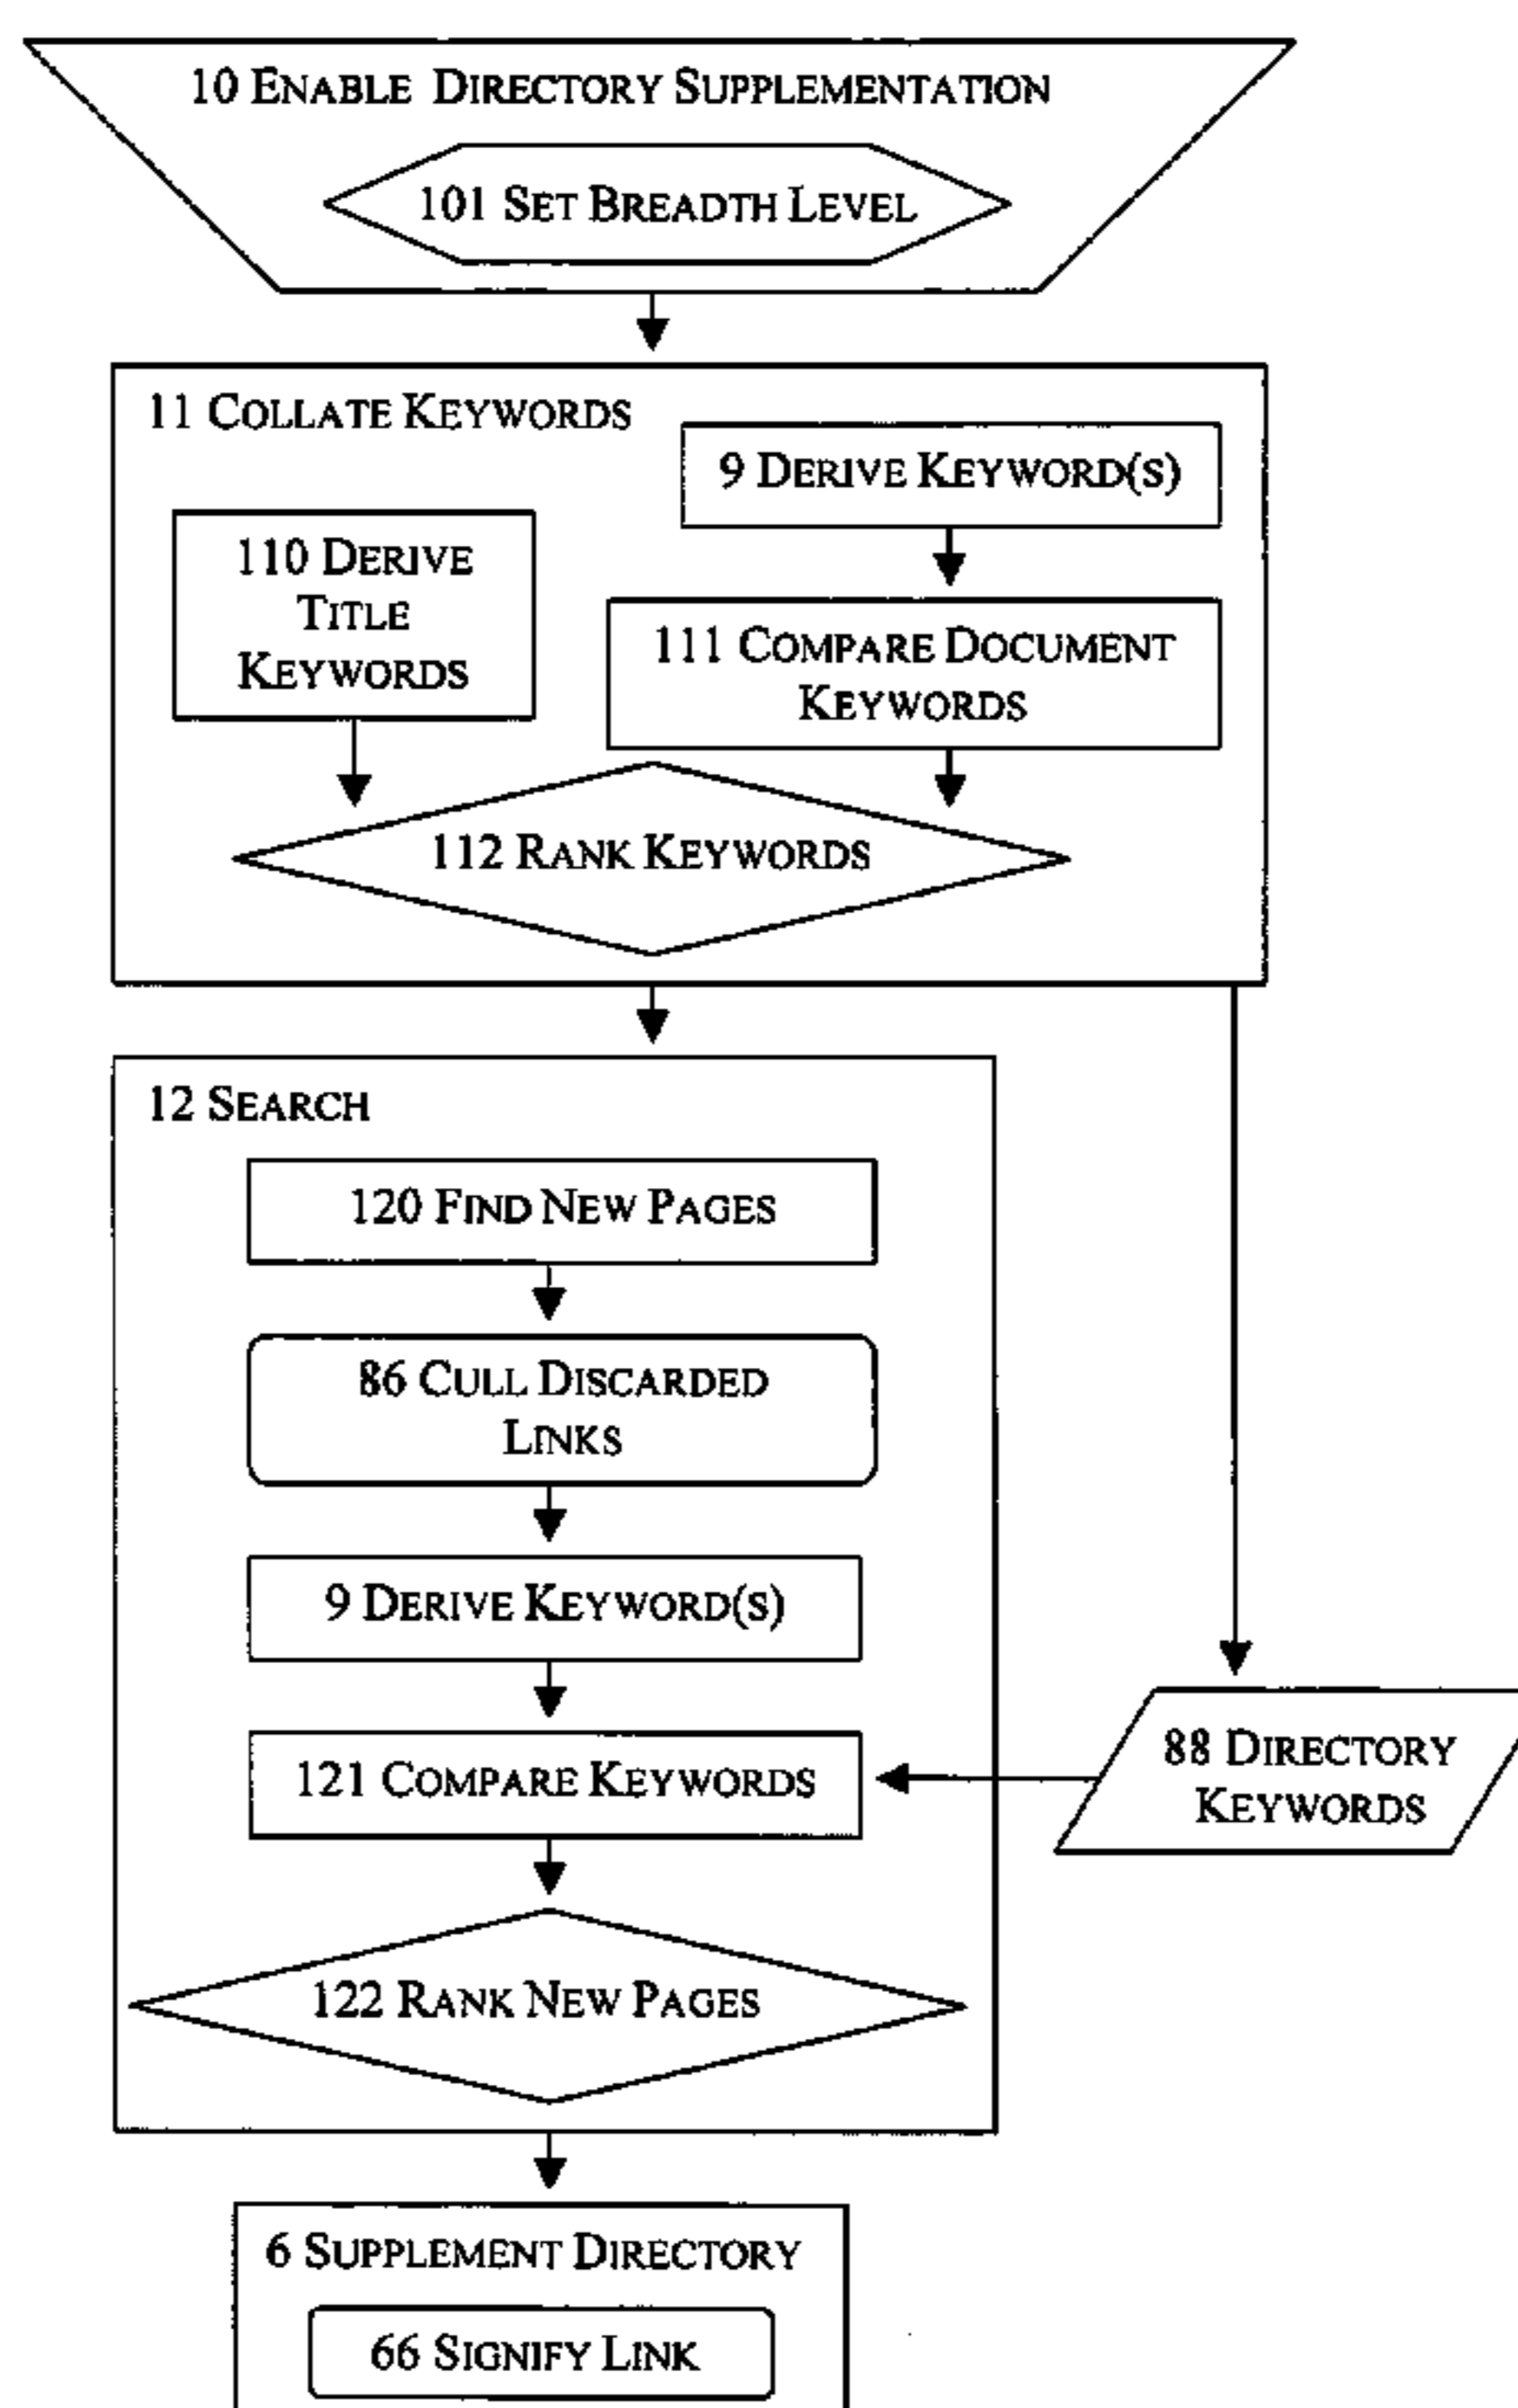 10 ENABLE DIRECTORY SUPPLEMENTATION
101 SET BREADTH LEVEL
11 COLLATE KEYWORDS
9 DERIVE KEYWORD(S)
110 DERIVE
TITLE
KEYWORDS
111 COMPARE DOCUMENT
KEYWORDS
112 RANK KEYWORDS
12 SEARCH
120 FIND NEW PAGES
86 CULL DISCARDED
LINKS
9 DERIVE KEYWORD(S)
121 COMPARE KEYWORDS
88 DIRECTORY
KEYWORDS
122 RANK NEW PAGES
6 SUPPLEMENT DIRECTORY
66 SIGNIFY LINK